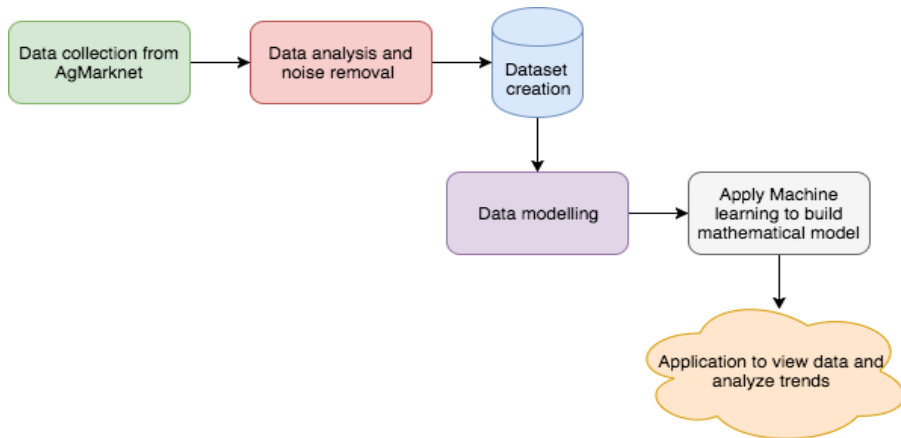 Data collection from
AgMarknet
Data analysis and
noise removal
Dataset
creation
Data modelling
Apply Machine
learning to build
mathematical model
Application to view data and
analyze trends